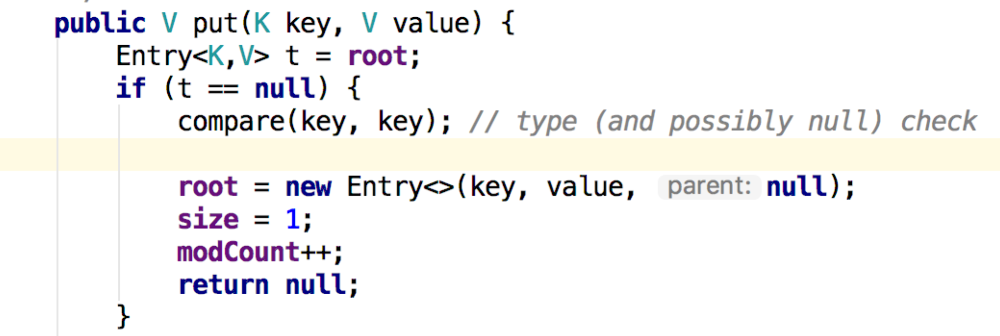 public V put(K key, V value) {
Entry<K,V> t = root;
if (t == null) {
compare(key, key); // type (and possibly null) check
root = new Entry<>(key, value, parent: null);
size = 1;
modCount++;
return null;
}